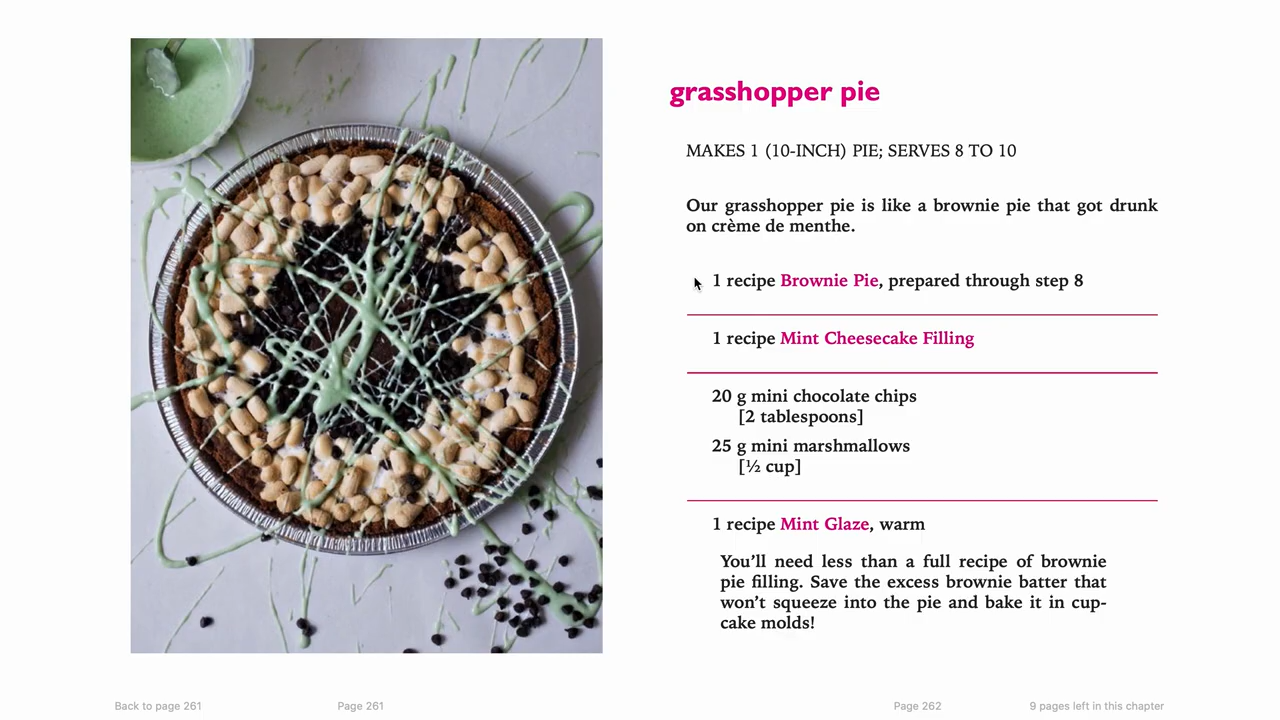 grasshopper pie
MAKES 1 (10-INCH) PIE; SERVES 8 TO 10
Our grasshopper pie is like a brownie pie that got drunk
on crème de menthe.
1 recipe Brownie Pie, prepared through step 8
1 recipe Mint Cheesecake Filling
20 g mini chocolate chips
[2 tablespoons]
25 g mini marshmallows
[½ cup]
1 recipe Mint Glaze, warm
You’ll need less than a full recipe of brownie
pie filling. Save the excess brownie batter that
won’t squeeze into the pie and bake it in cup-
cake molds!
Back to page 261
Page 261
Page 262
9 pages left in this chapter